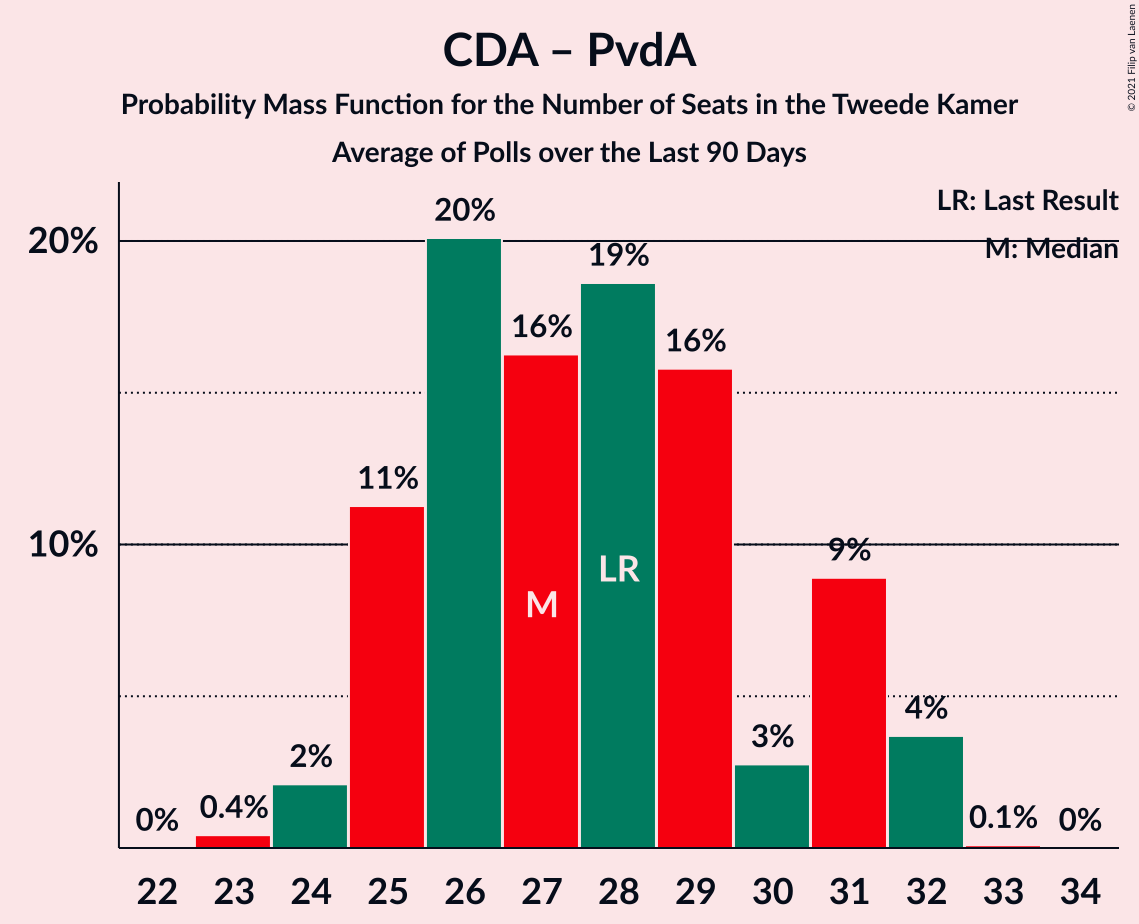 CDA – PvdA
Probability Mass Function for the Number of Seats in the Tweede Kamer
Average of Polls over the Last 90 Days
© 2021 Filip van Laenen
LR: Last Result
M: Median
20%
10%
0%
0.4%
2%
11%
20%
16%
19%
16%
3%
9%
4%
0.1%
0%
M
LR
22 23 24 25 26 27 28 29 30 31 32 33 34